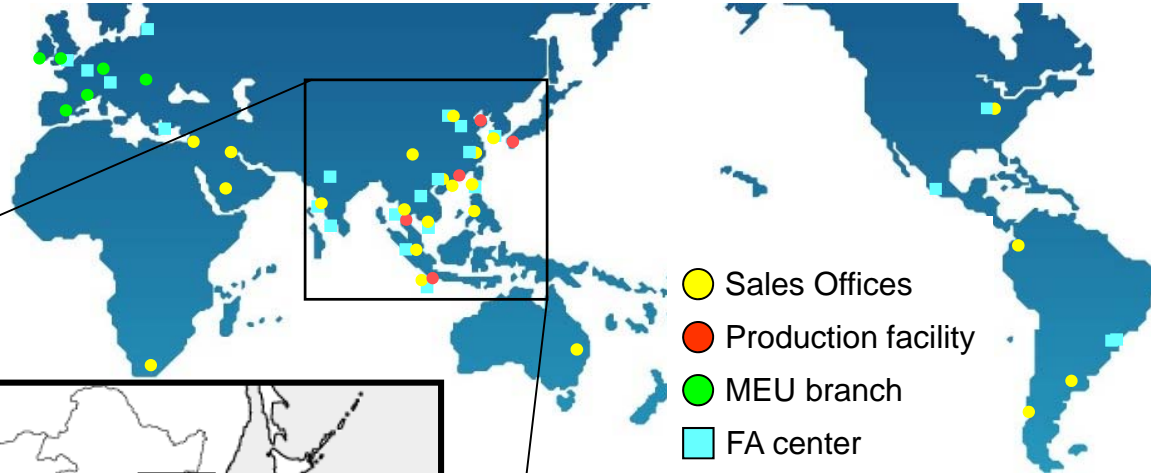 Sales Offices
Production facility
MEU branch
FA center